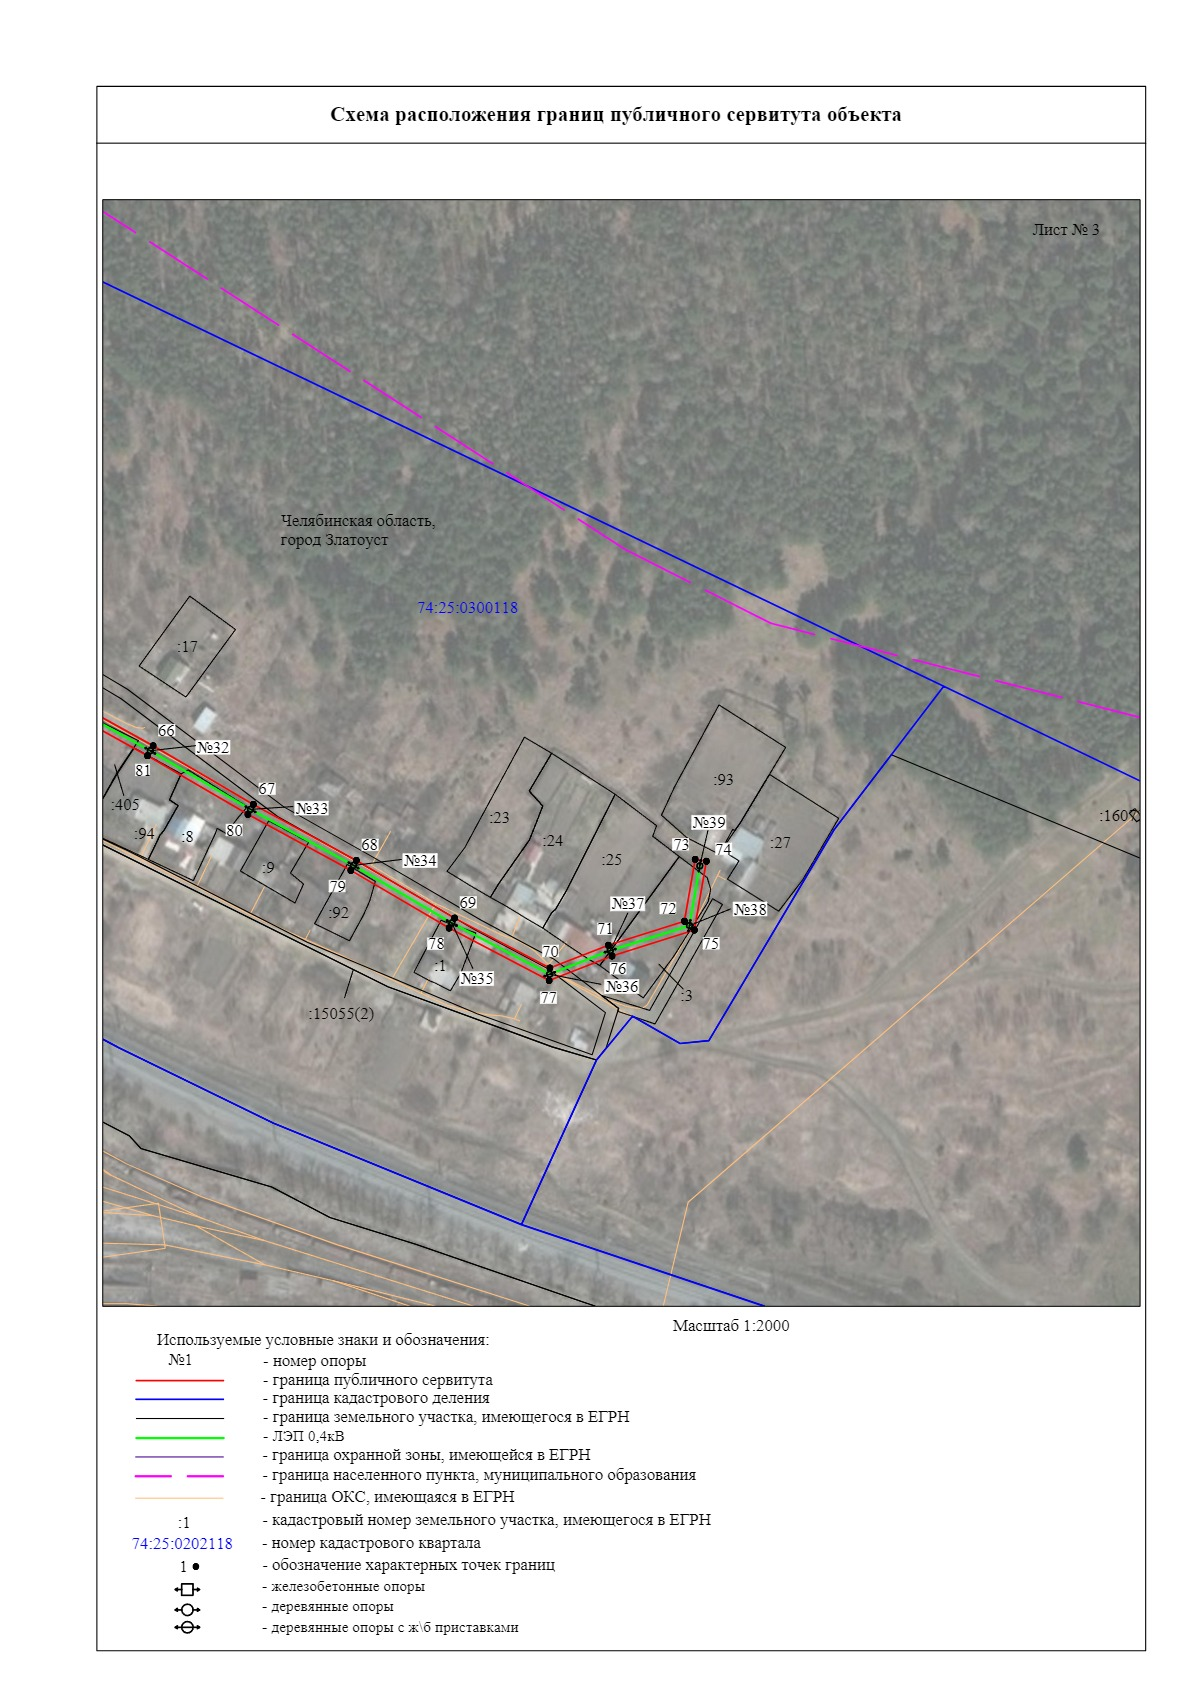 Схема расположения границ публичного сервитута объекта
Лист № 3
Челябинская область,
город Златоуст
74:25:0300118
:17
66
№32
81
:405
:94
:8
67
№33
80
:9
68
№34
79
:92
69
78
:1
№35
:23
:24
:25
:93
:27
:160
№39
73
74
№37
72
№38
71
75
70
76
№36
77
:3
:15055(2)
Масштаб 1:2000
Используемые условные знаки и обозначения:
№1 - номер опоры
- граница публичного сервитута
- граница кадастрового деления
- граница земельного участка, имеющегося в ЕГРН
- ЛЭП 0,4кВ
- граница охранной зоны, имеющейся в ЕГРН
- граница населенного пункта, муниципального образования
- граница ОКС, имеющаяся в ЕГРН
:1 - кадастровый номер земельного участка, имеющегося в ЕГРН
74:25:0202118 - номер кадастрового квартала
1 - обозначение характерных точек границ
- железобетонные опоры
- деревянные опоры
- деревянные опоры с ж\б приставками